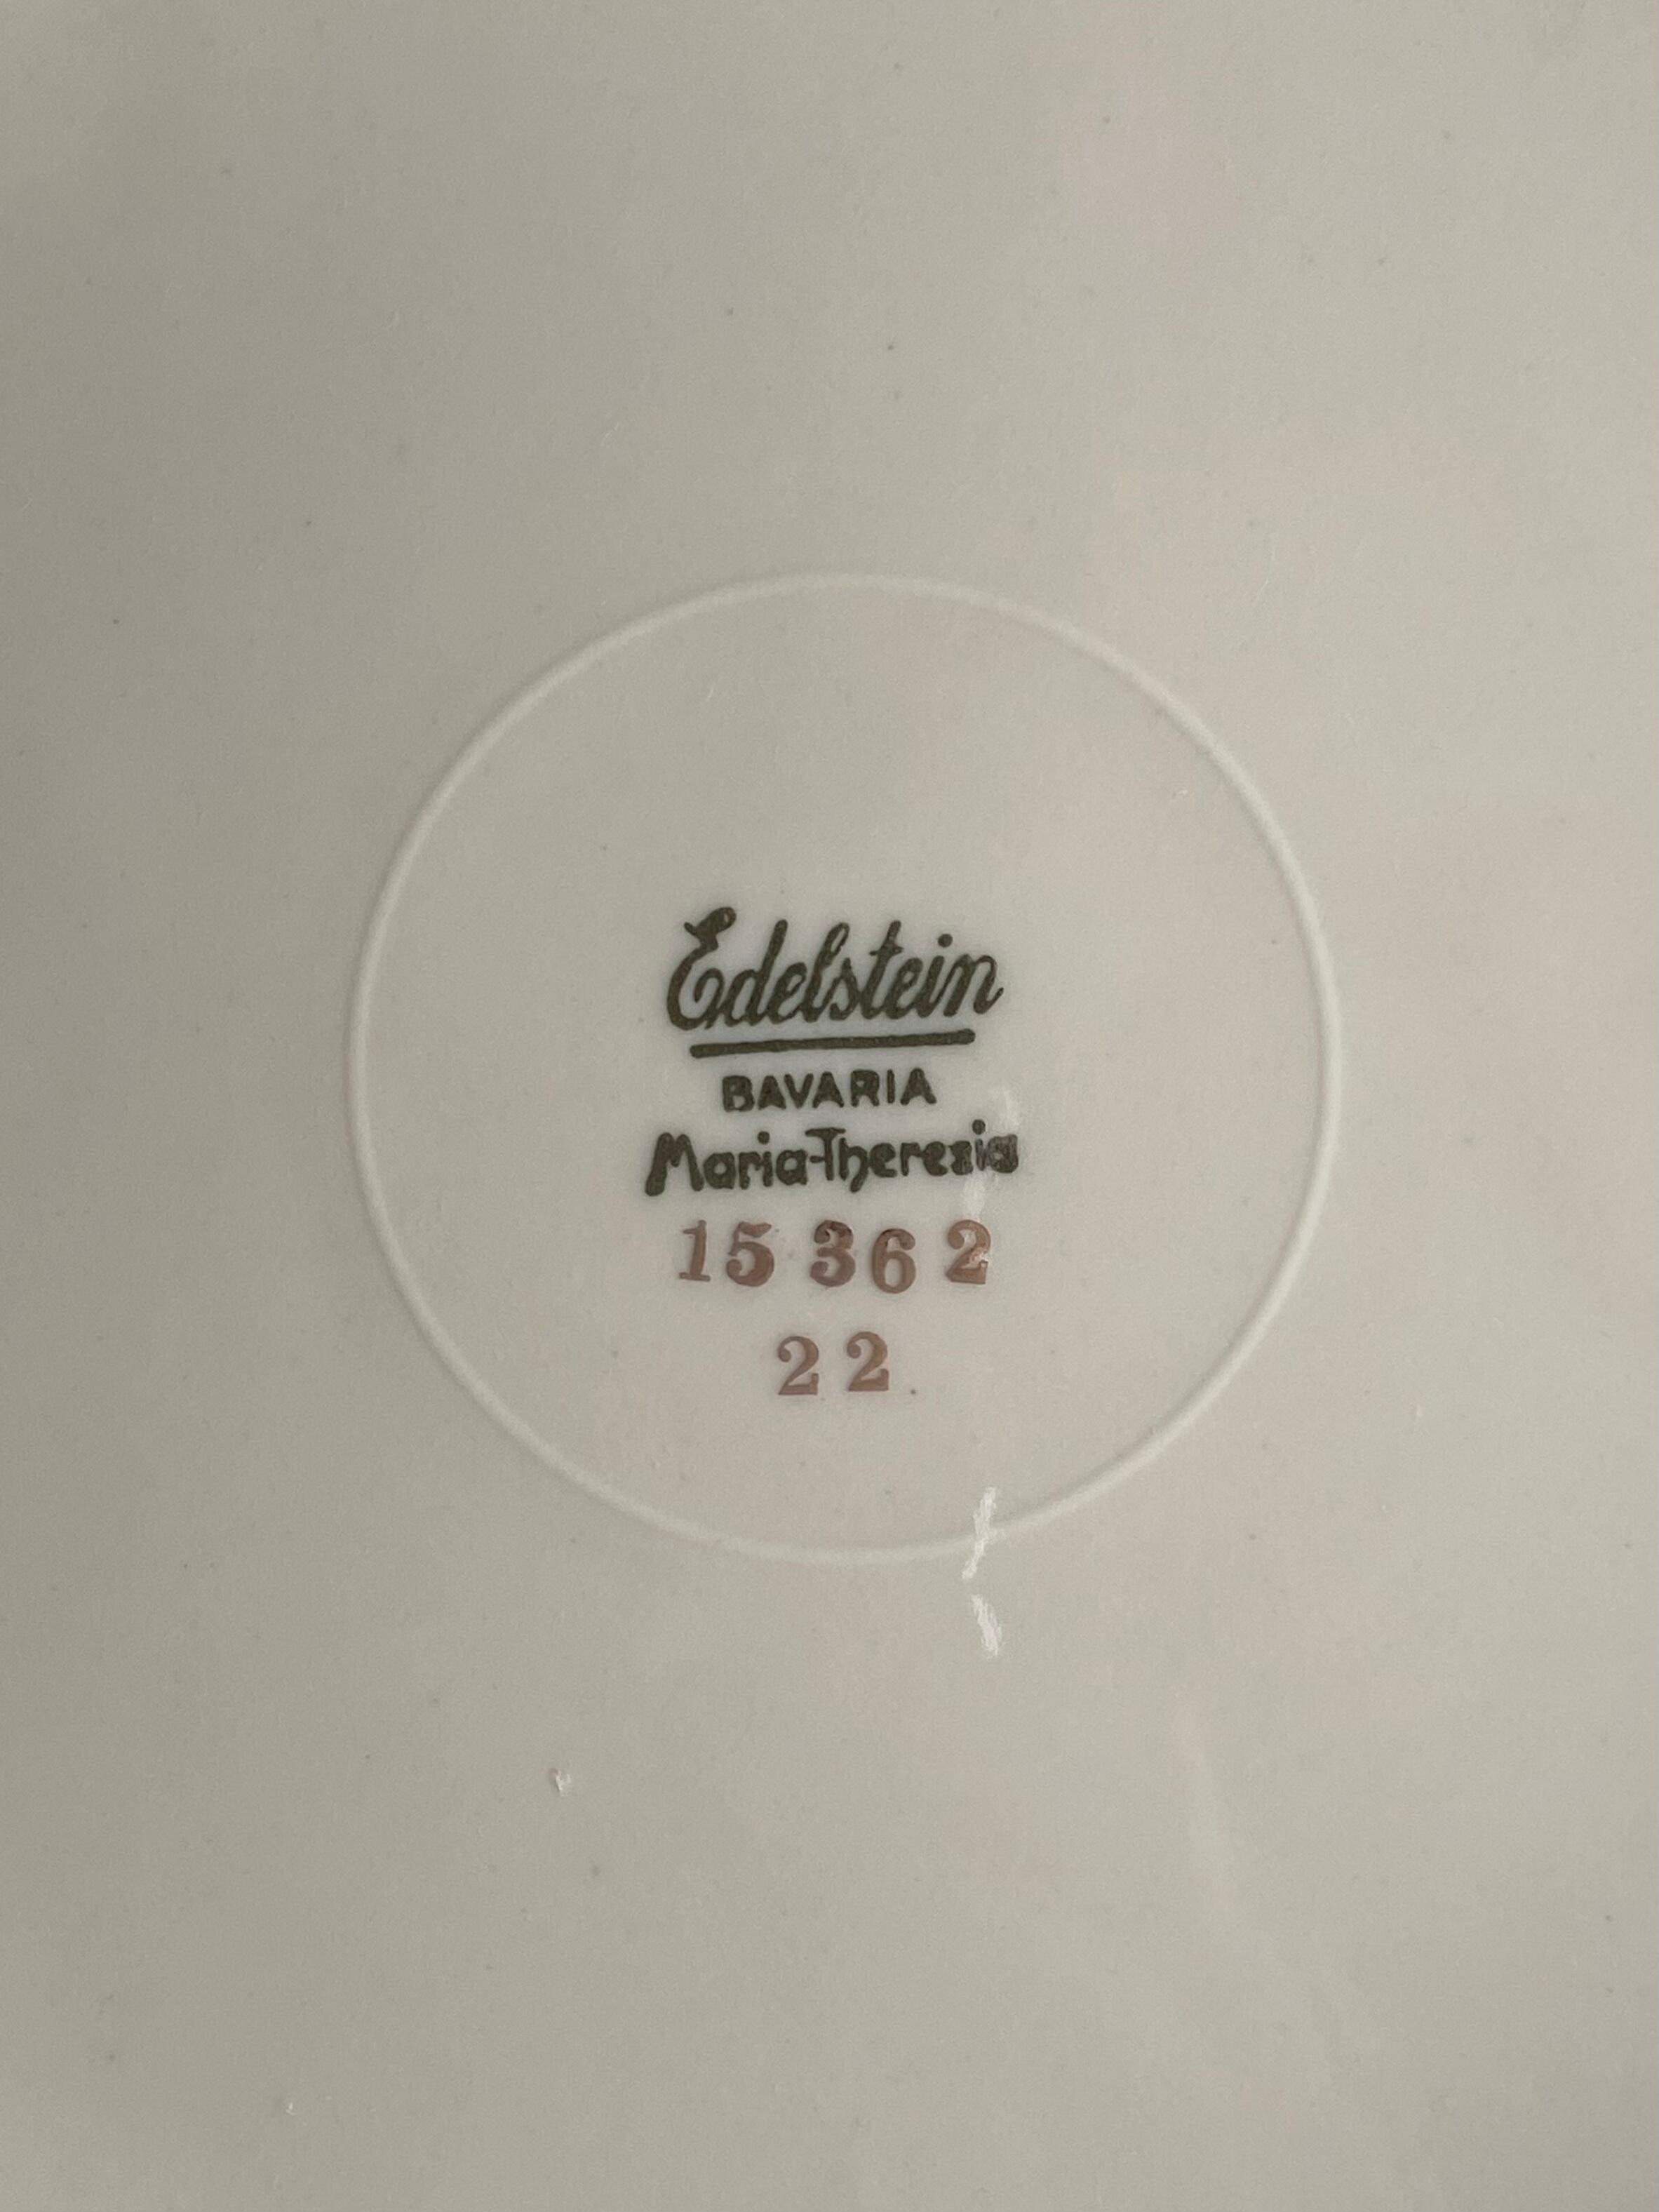 Edelstein
BAVARIA
Maria-Theresia
15 36 2
22